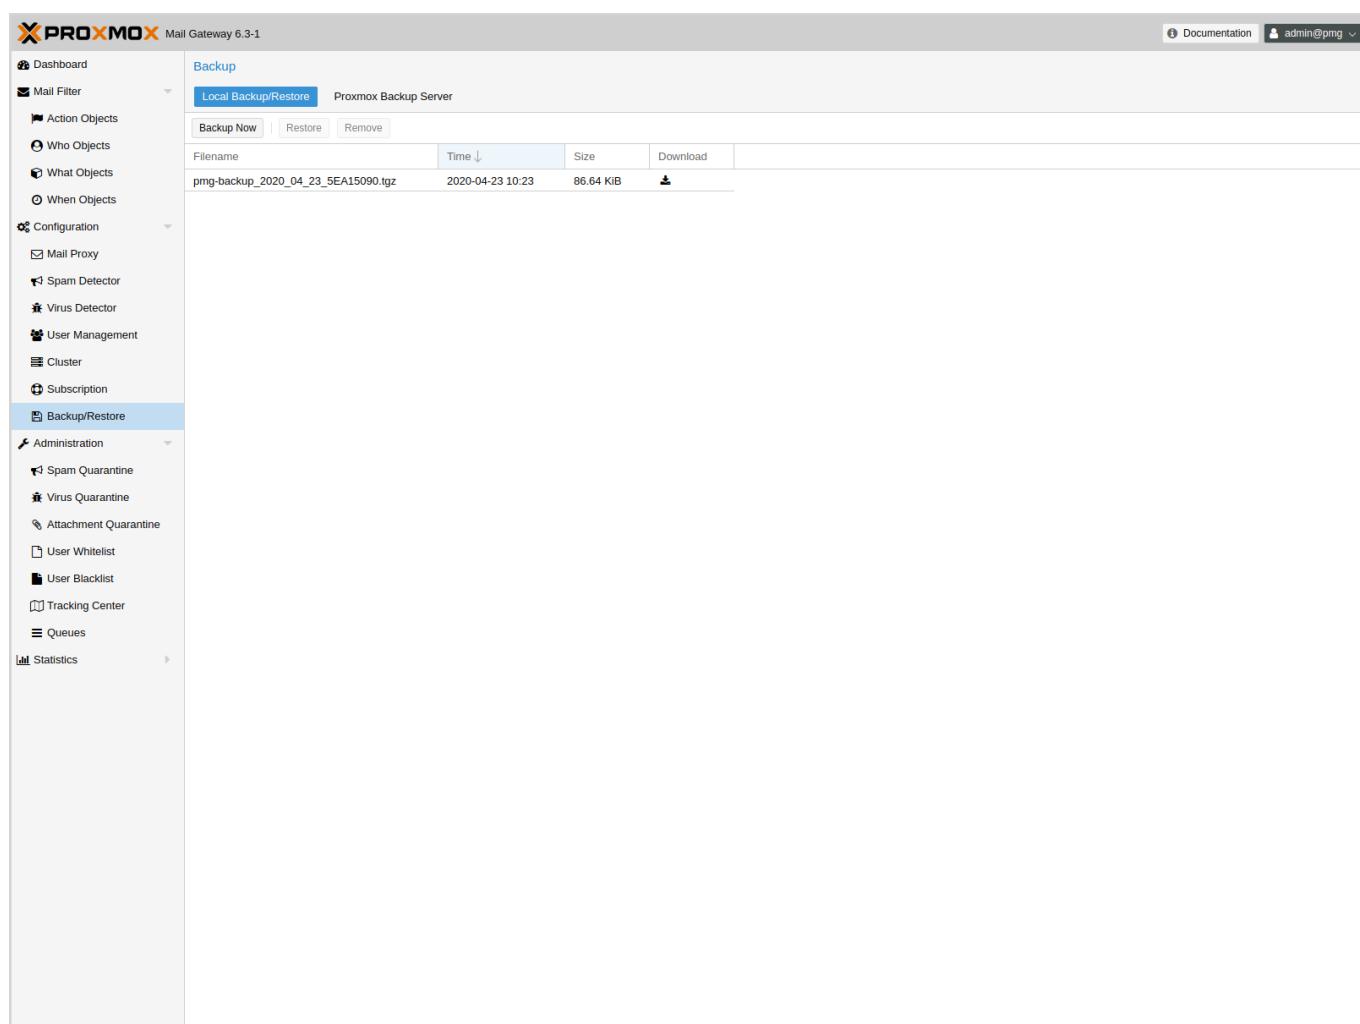 PROXMOX Mail Gateway 6.3-1 Documentation admin@pmg
Dashboard
Mail Filter
Action Objects
Who Objects
What Objects
When Objects
Configuration
Mail Proxy
Spam Detector
Virus Detector
User Management
Cluster
Subscription
Backup/Restore
Administration
Spam Quarantine
Virus Quarantine
Attachment Quarantine
User Whitelist
User Blacklist
Tracking Center
Queues
Statistics
Backup
Local Backup/Restore Proxmox Backup Server
Backup Now Restore Remove
Filename Time Size Download
pmg-backup_2020_04_23_5EA15090.tgz 2020-04-23 10:23 86.64 KiB